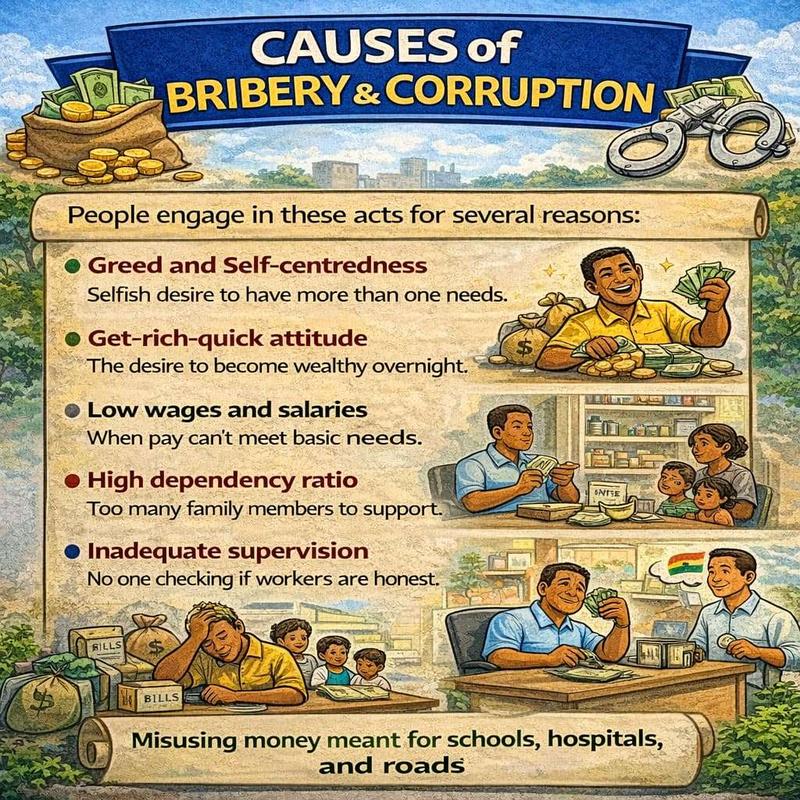 CAUSES of
BRIBERY & CORRUPTION
People engage in these acts for several reasons:
Greed and Self-centredness
Selfish desire to have more than one needs.
Get-rich-quick attitude
The desire to become wealthy overnight.
Low wages and salaries
When pay can't meet basic needs.
High dependency ratio
Too many family members to support.
Inadequate supervision
No one checking if workers are honest.
$
BILLS
$
$
BILLS
Misusing money meant for schools, hospitals,
and roads